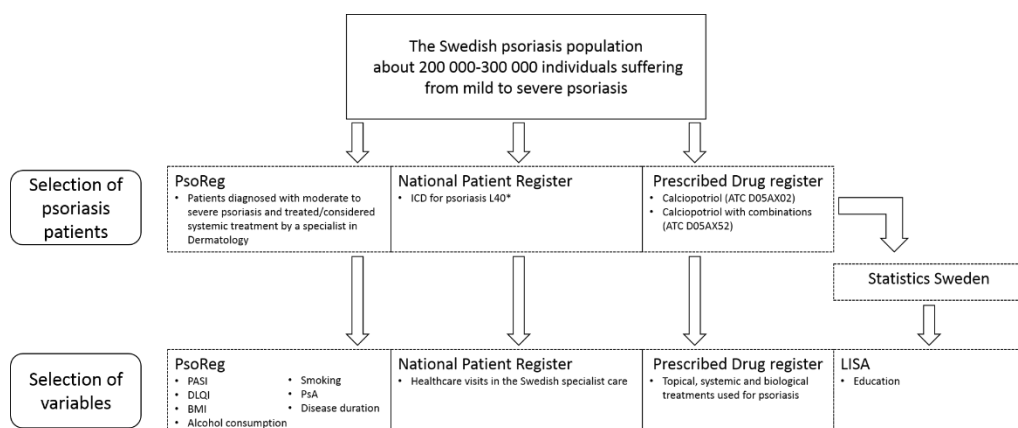 The Swedish psoriasis population
about 200 000-300 000 individuals suffering
from mild to severe psoriasis
Selection of
psoriasis
patients
PsoReg
• Patients diagnosed with moderate to
severe psoriasis and treated/considered
systemic treatment by a specialist in
Dermatology
National Patient Register
• ICD for psoriasis L40*
Prescribed Drug register
• Calciopotriol (ATC D05AX02)
• Calciopotriol with combinations
(ATC D05AX52)
Statistics Sweden
Selection of
variables
PsoReg
• PASI
• DLQI
• BMI
• Alcohol consumption
• Smoking
• PsA
• Disease duration
National Patient Register
• Healthcare visits in the Swedish specialist care
Prescribed Drug register
• Topical, systemic and biological
treatments used for psoriasis
LISA
• Education